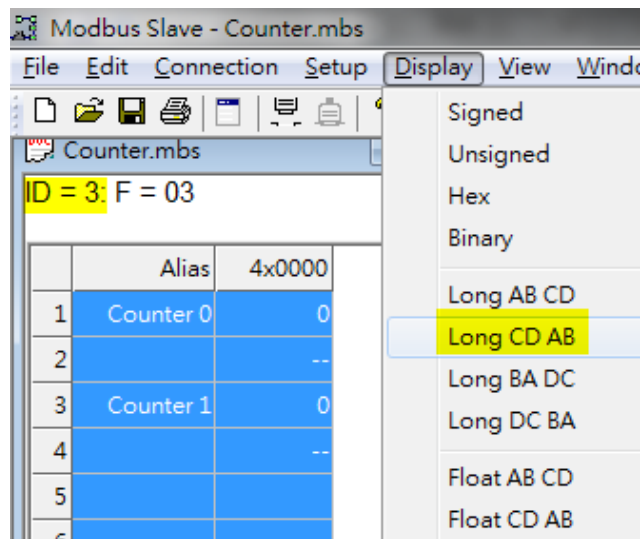 Modbus Slave - Counter.mbs
File Edit Connection Setup Display View
Counter.mbs
ID = 3: F = 03
Alias 4x0000
1 Counter 0 0
2 --
3 Counter 1 0
4 --
5
Signed
Unsigned
Hex
Binary
Long AB CD
Long CD AB
Long BA DC
Long DC BA
Float AB CD
Float CD AB